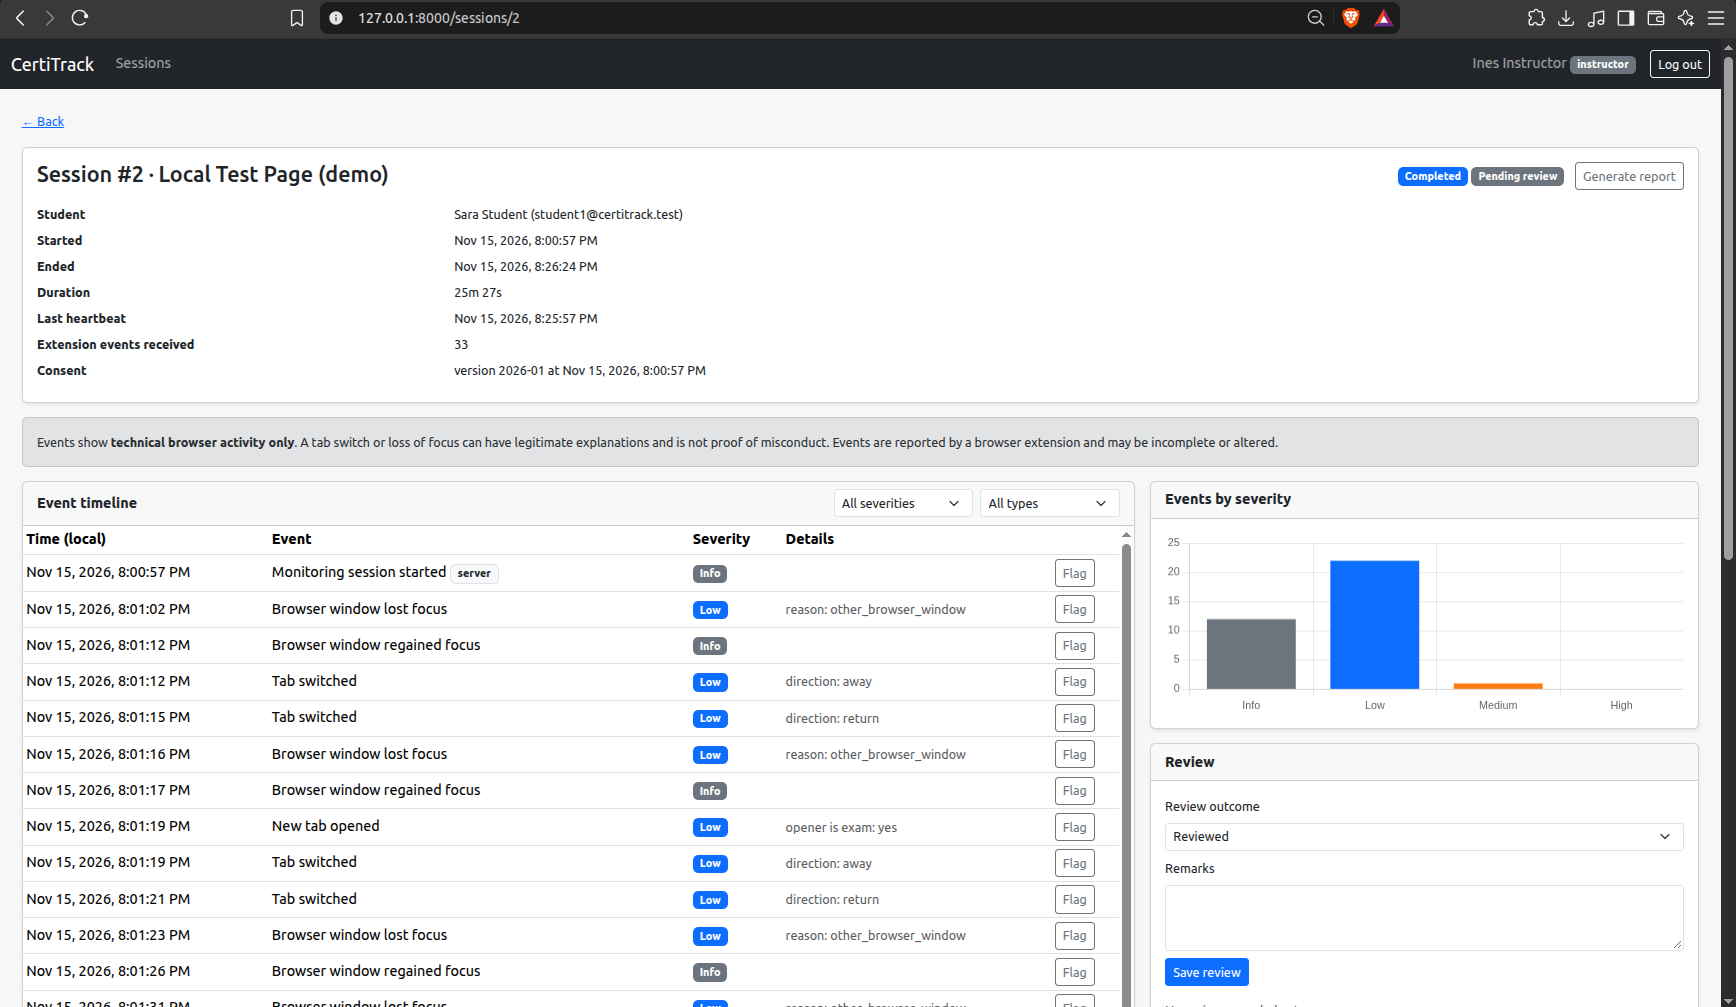 127.0.0.1:8000/sessions/2
CertiTrack Sessions Ines Instructor instructor Log out
← Back
Session #2 · Local Test Page (demo) Completed Pending review Generate report
Student Sara Student (student1@certitrack.test)
Started Nov 15, 2026, 8:00:57 PM
Ended Nov 15, 2026, 8:26:24 PM
Duration 25m 27s
Last heartbeat Nov 15, 2026, 8:25:57 PM
Extension events received 33
Consent version 2026-01 at Nov 15, 2026, 8:00:57 PM
Events show technical browser activity only. A tab switch or loss of focus can have legitimate explanations and is not proof of misconduct. Events are reported by a browser extension and may be incomplete or altered.
Event timeline All severities All types
Time (local) Event Severity Details
Nov 15, 2026, 8:00:57 PM Monitoring session started server Info Flag
Nov 15, 2026, 8:01:02 PM Browser window lost focus Low reason: other_browser_window Flag
Nov 15, 2026, 8:01:12 PM Browser window regained focus Info Flag
Nov 15, 2026, 8:01:12 PM Tab switched Low direction: away Flag
Nov 15, 2026, 8:01:15 PM Tab switched Low direction: return Flag
Nov 15, 2026, 8:01:16 PM Browser window lost focus Low reason: other_browser_window Flag
Nov 15, 2026, 8:01:17 PM Browser window regained focus Info Flag
Nov 15, 2026, 8:01:19 PM New tab opened Low opener is exam: yes Flag
Nov 15, 2026, 8:01:19 PM Tab switched Low direction: away Flag
Nov 15, 2026, 8:01:21 PM Tab switched Low direction: return Flag
Nov 15, 2026, 8:01:23 PM Browser window lost focus Low reason: other_browser_window Flag
Nov 15, 2026, 8:01:26 PM Browser window regained focus Info Flag
Nov 15, 2026, 8:01:31 PM Browser window lost focus Low reason: other_browser_window Flag
Events by severity
25
20
15
10
5
0
Info Low Medium High
Review
Review outcome
Reviewed
Remarks
Save review